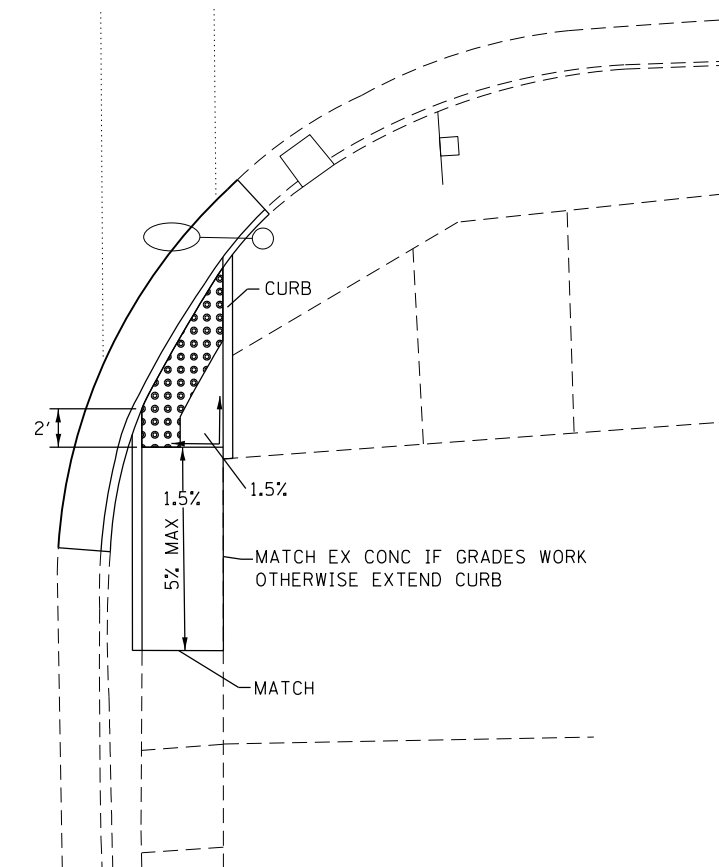 CURB
2'
1.5%
1.5%
5% MAX
MATCH EX CONC IF GRADES WORK
OTHERWISE EXTEND CURB
MATCH